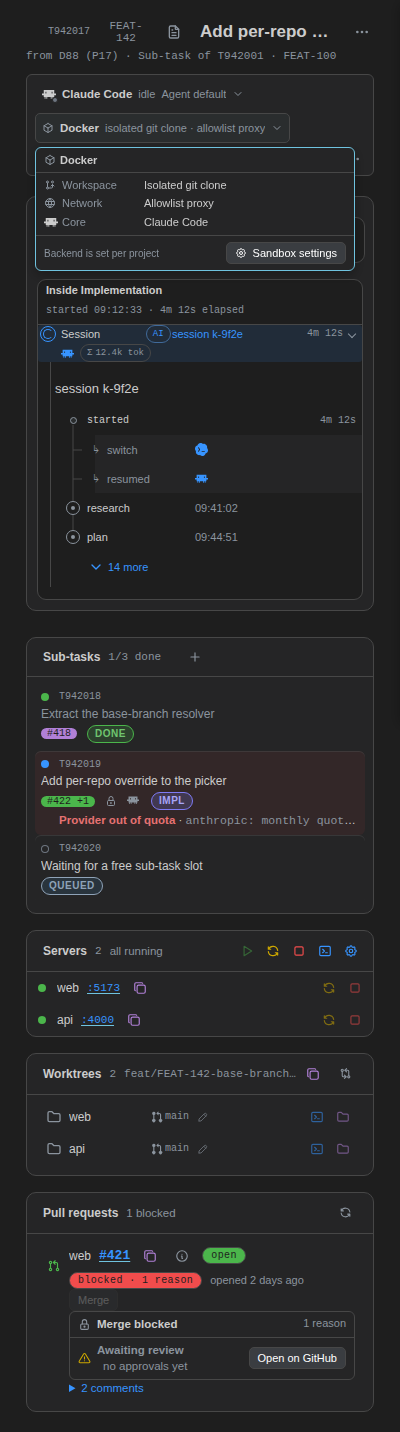 T942017 FEAT-142 Add per-repo …
from D88 (P17) · Sub-task of T942001 · FEAT-100
Claude Code idle Agent default
Docker isolated git clone · allowlist proxy
Docker
Workspace Isolated git clone
Network Allowlist proxy
Core Claude Code
Backend is set per project Sandbox settings
Inside Implementation
started 09:12:33 · 4m 12s elapsed
Session AI session k-9f2e 4m 12s
Σ 12.4k tok
session k-9f2e
started 4m 12s
↳ switch
↳ resumed
research 09:41:02
plan 09:44:51
14 more
Sub-tasks 1/3 done
T942018
Extract the base-branch resolver
#418 DONE
T942019
Add per-repo override to the picker
#422 +1 IMPL
Provider out of quota · anthropic: monthly quot…
T942020
Waiting for a free sub-task slot
QUEUED
Servers 2 all running
web :5173
api :4000
Worktrees 2 feat/FEAT-142-base-branch…
web main
api main
Pull requests 1 blocked
web #421 open
blocked · 1 reason opened 2 days ago
Merge
Merge blocked 1 reason
Awaiting review
no approvals yet
Open on GitHub
2 comments